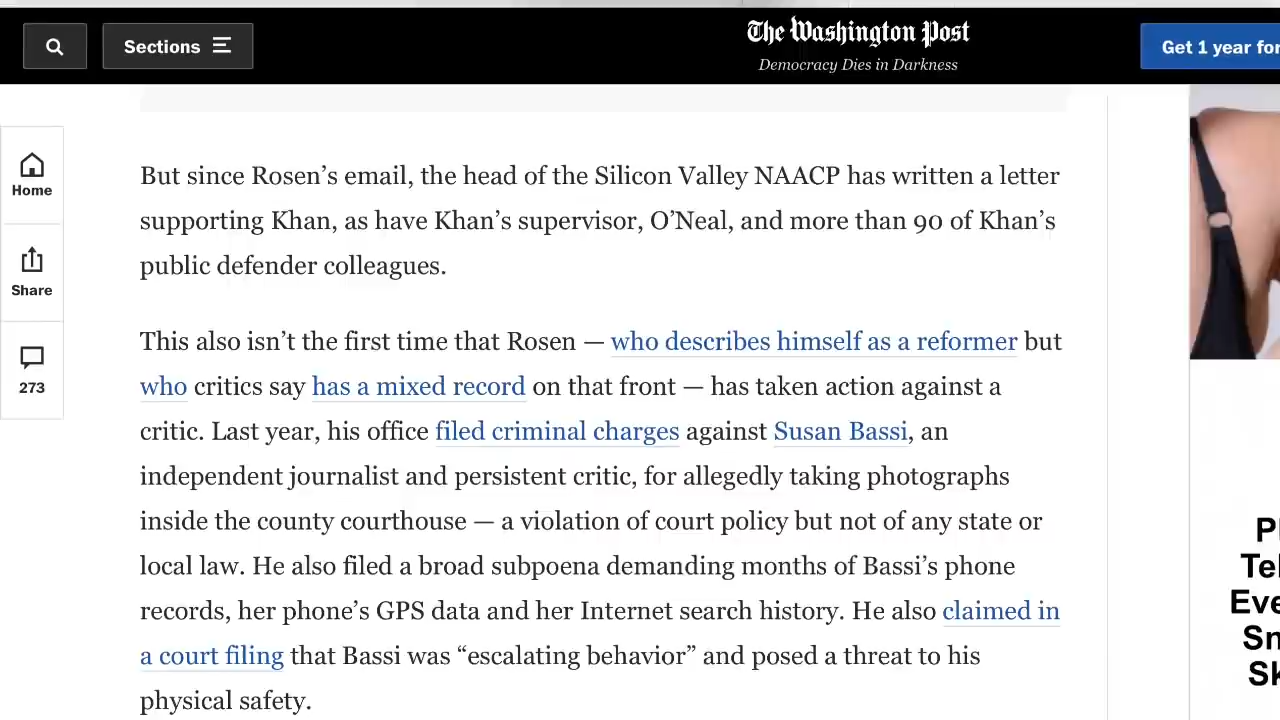 Sections
The Washington Post
Democracy Dies in Darkness
Get 1 year for
Home
Share
273
But since Rosen’s email, the head of the Silicon Valley NAACP has written a letter
supporting Khan, as have Khan’s supervisor, O’Neal, and more than 90 of Khan’s
public defender colleagues.
This also isn’t the first time that Rosen — who describes himself as a reformer but
who critics say has a mixed record on that front — has taken action against a
critic. Last year, his office filed criminal charges against Susan Bassi, an
independent journalist and persistent critic, for allegedly taking photographs
inside the county courthouse — a violation of court policy but not of any state or
local law. He also filed a broad subpoena demanding months of Bassi’s phone
records, her phone’s GPS data and her Internet search history. He also claimed in
a court filing that Bassi was “escalating behavior” and posed a threat to his
physical safety.